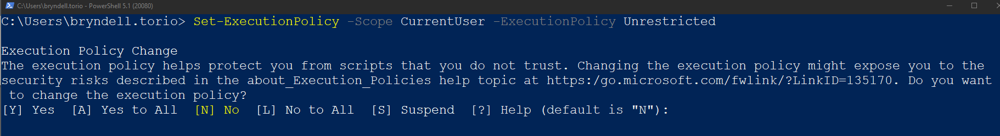 C:\Users\bryndell.torio - PowerShell 5.1 (20080)
C:\Users\bryndell.torio> Set-ExecutionPolicy -Scope CurrentUser -ExecutionPolicy Unrestricted
Execution Policy Change
The execution policy helps protect you from scripts that you do not trust. Changing the execution policy might expose you to the
security risks described in the about_Execution_Policies help topic at https:/go.microsoft.com/fwlink/?LinkID=135170. Do you want
to change the execution policy?
[Y] Yes  [A] Yes to All  [N] No  [L] No to All  [S] Suspend  [?] Help (default is "N"):